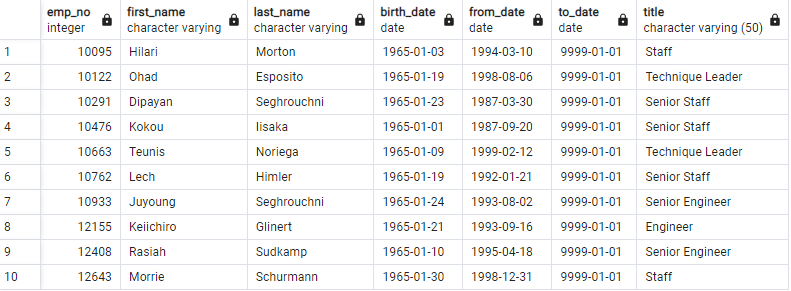 emp_no first_name last_name birth_date from_date to_date title
integer character varying character varying date date date character varying (50)
1 10095 Hilari Morton 1965-01-03 1994-03-10 9999-01-01 Staff
2 10122 Ohad Esposito 1965-01-19 1998-08-06 9999-01-01 Technique Leader
3 10291 Dipayan Seghrouchni 1965-01-23 1987-03-30 9999-01-01 Senior Staff
4 10476 Kokou Iisaka 1965-01-01 1987-09-20 9999-01-01 Senior Staff
5 10663 Teunis Noriega 1965-01-09 1999-02-12 9999-01-01 Technique Leader
6 10762 Lech Himler 1965-01-19 1992-01-21 9999-01-01 Senior Staff
7 10933 Juyoung Seghrouchni 1965-01-24 1993-08-02 9999-01-01 Senior Engineer
8 12155 Keiichiro Glinert 1965-01-21 1993-09-16 9999-01-01 Engineer
9 12408 Rasiah Sudkamp 1965-01-10 1995-04-18 9999-01-01 Senior Engineer
10 12643 Morrie Schurmann 1965-01-30 1998-12-31 9999-01-01 Staff